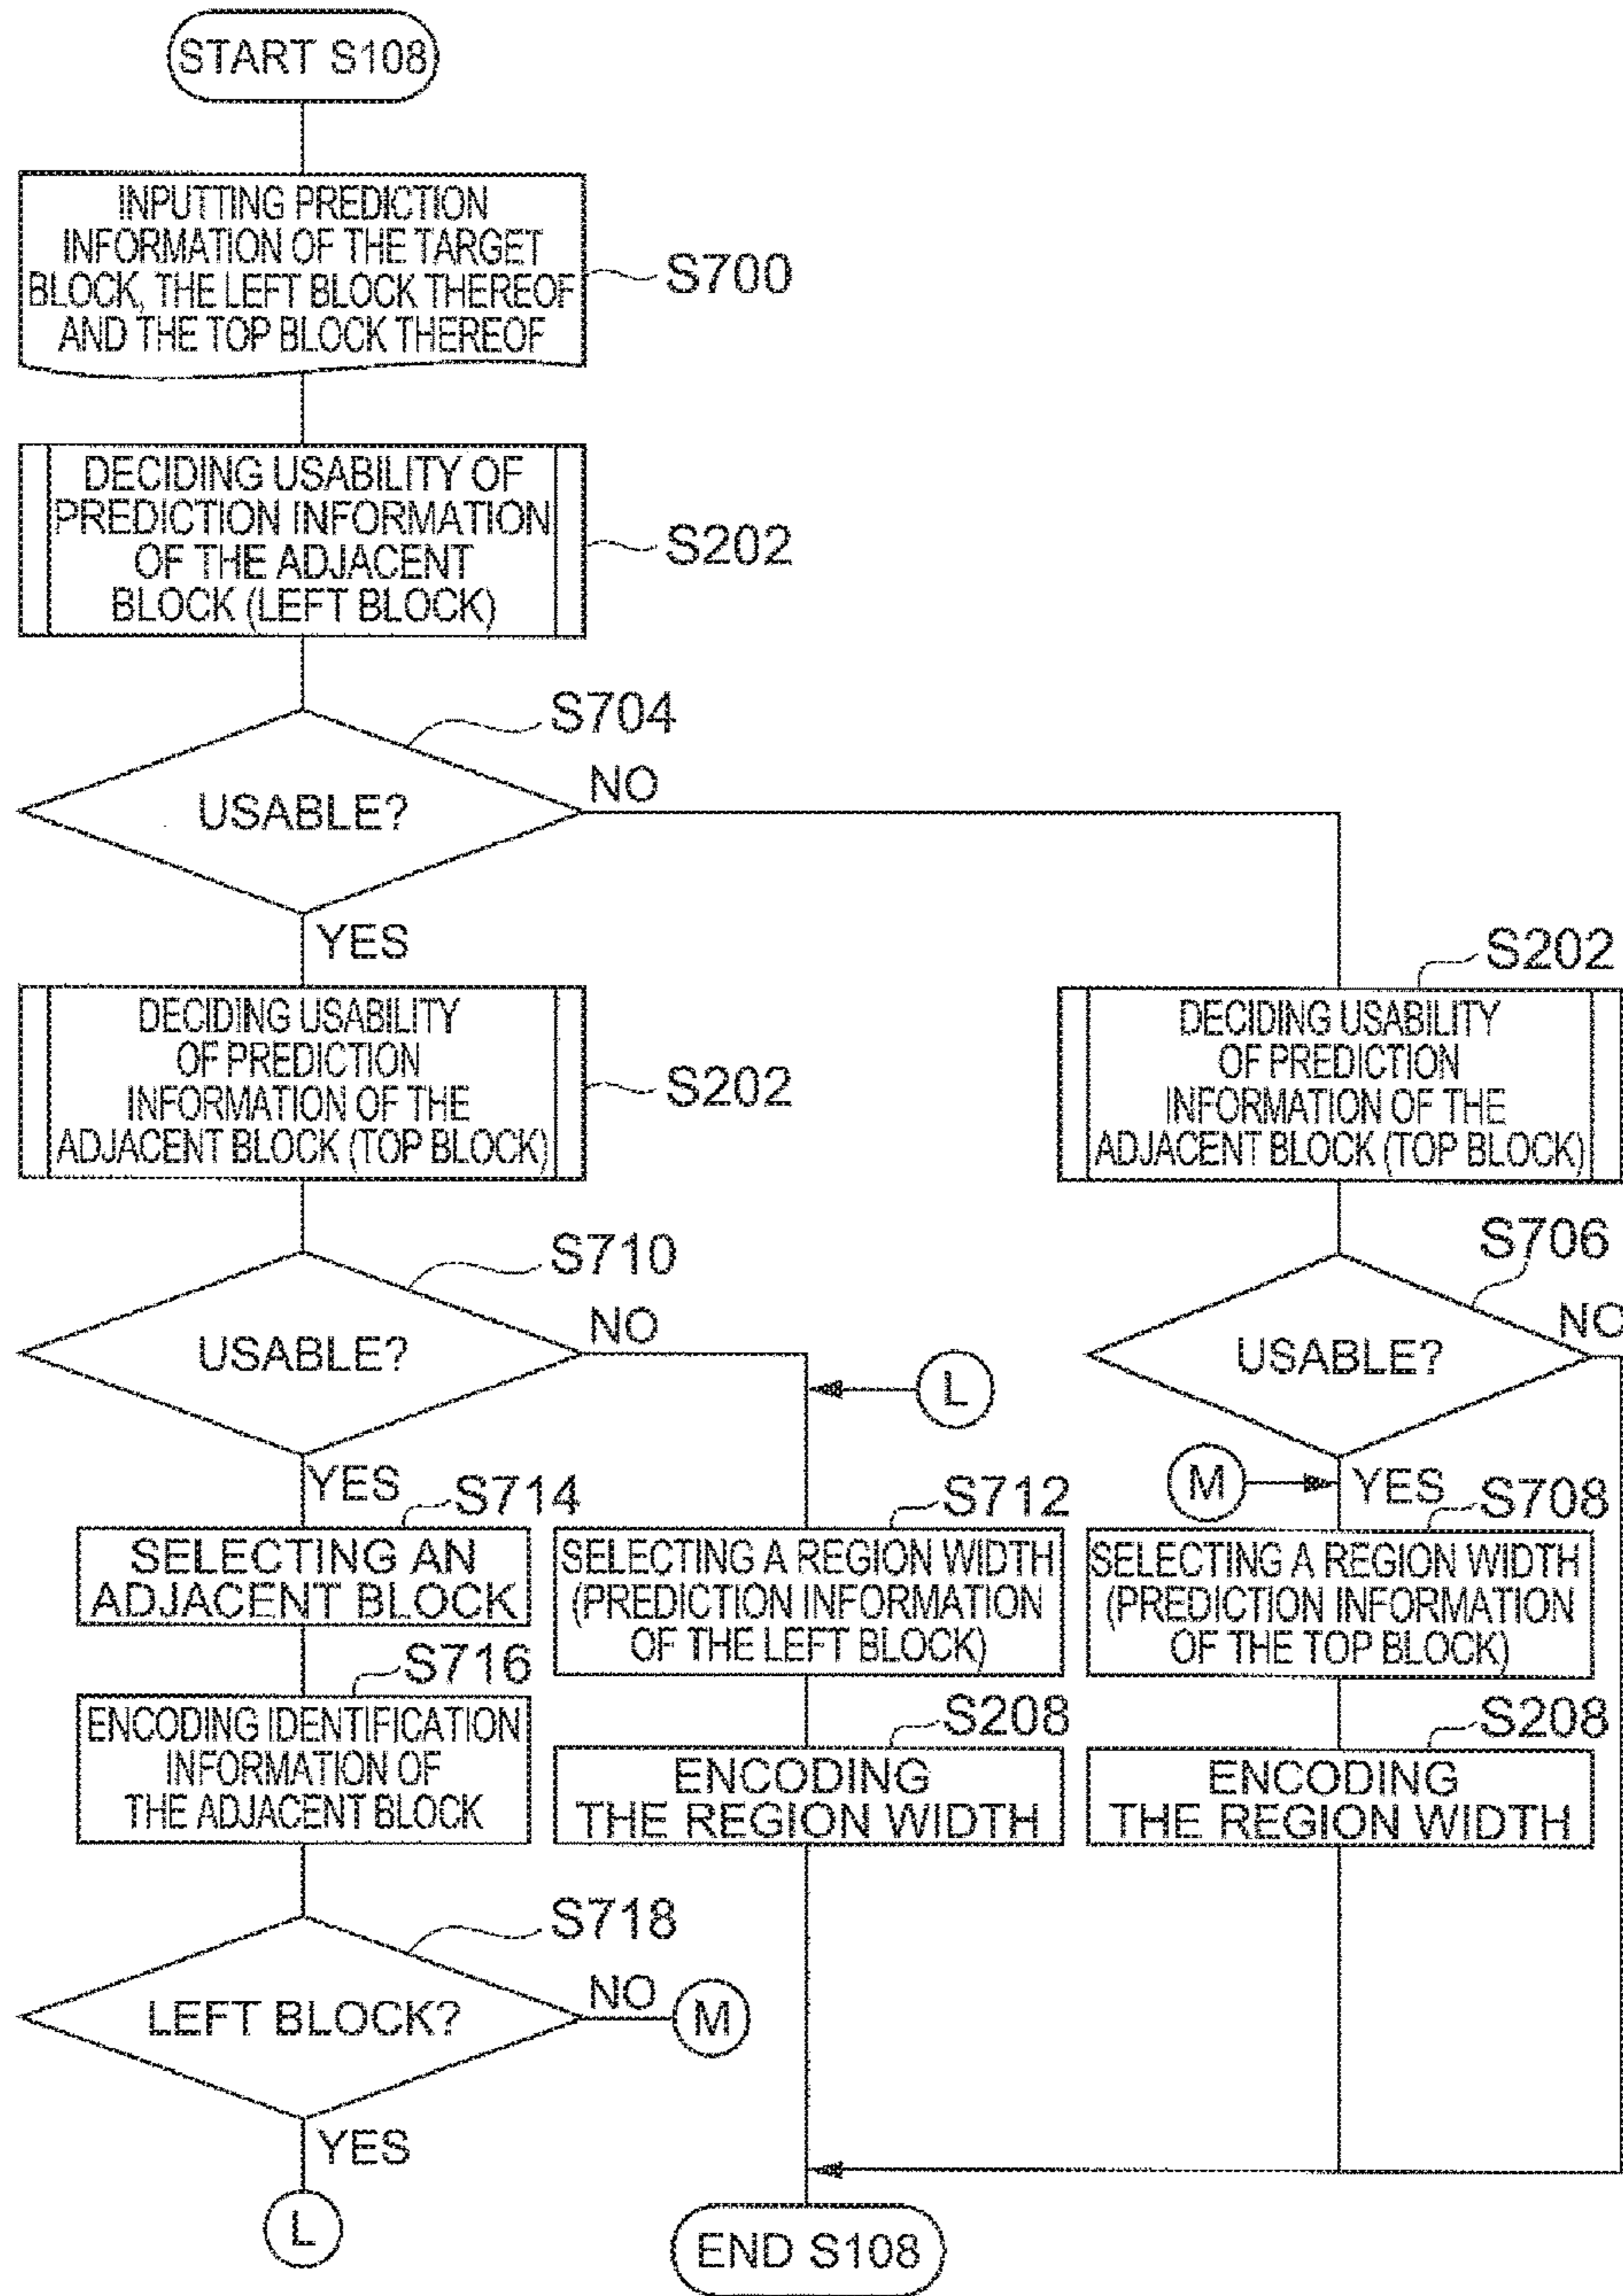 START S108
INPUTTING PREDICTION
INFORMATION OF THE TARGET
BLOCK, THE LEFT BLOCK THEREOF
AND THE TOP BLOCK THEREOF
S700
DECIDING USABILITY OF
PREDICTION INFORMATION
OF THE ADJACENT
BLOCK (LEFT BLOCK)
S202
S704
USABLE?
NO
YES
DECIDING USABILITY
OF PREDICTION
INFORMATION OF THE
ADJACENT BLOCK (TOP BLOCK)
S202
S202
DECIDING USABILITY
OF PREDICTION
INFORMATION OF THE
ADJACENT BLOCK (TOP BLOCK)
S710
USABLE?
NO
L
S706
USABLE?
NO
YES
M
YES
S714
SELECTING AN
ADJACENT BLOCK
S712
SELECTING A REGION WIDTH
(PREDICTION INFORMATION
OF THE LEFT BLOCK)
S708
SELECTING A REGION WIDTH
(PREDICTION INFORMATION
OF THE TOP BLOCK)
S716
ENCODING IDENTIFICATION
INFORMATION OF
THE ADJACENT BLOCK
S208
ENCODING
THE REGION WIDTH
S208
ENCODING
THE REGION WIDTH
S718
LEFT BLOCK?
NO
M
YES
L
END S108